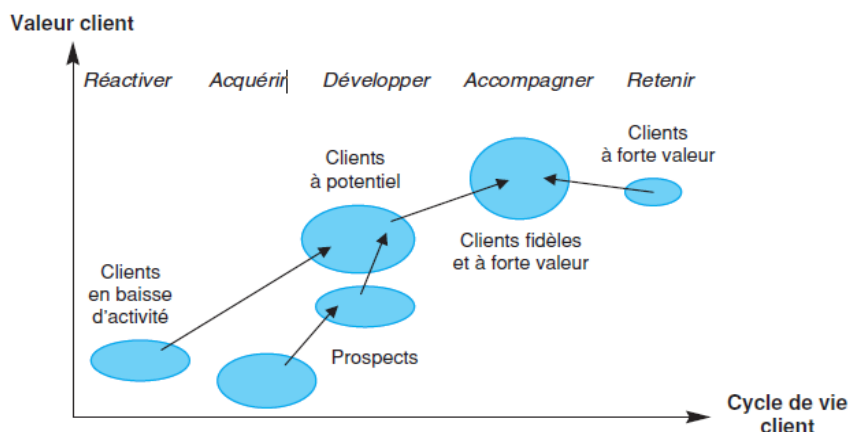 Valeur client
Réactiver
Acquérir
Développer
Accompagner
Retenir
Clients
à forte valeur
Clients
à potentiel
Clients fidèles
et à forte valeur
Clients
en baisse
d'activité
Prospects
Cycle de vie
client